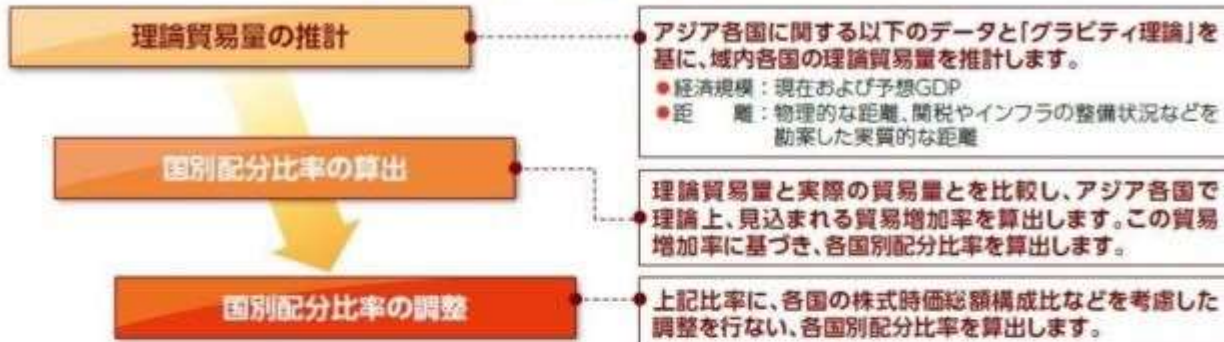 理論貿易量の推計
アジア各国に関する以下のデータと「グラビティ理論」を
基に、域内各国の理論貿易量を推計します。
●経済規模：現在および予想GDP
●距　　離：物理的な距離、関税やインフラの整備状況などを
勘案した実質的な距離
国別配分比率の算出
理論貿易量と実際の貿易量とを比較し、アジア各国で
理論上、見込まれる貿易増加率を算出します。この貿易
増加率に基づき、各国別配分比率を算出します。
国別配分比率の調整
上記比率に、各国の株式時価総額構成比などを考慮した
調整を行ない、各国別配分比率を算出します。